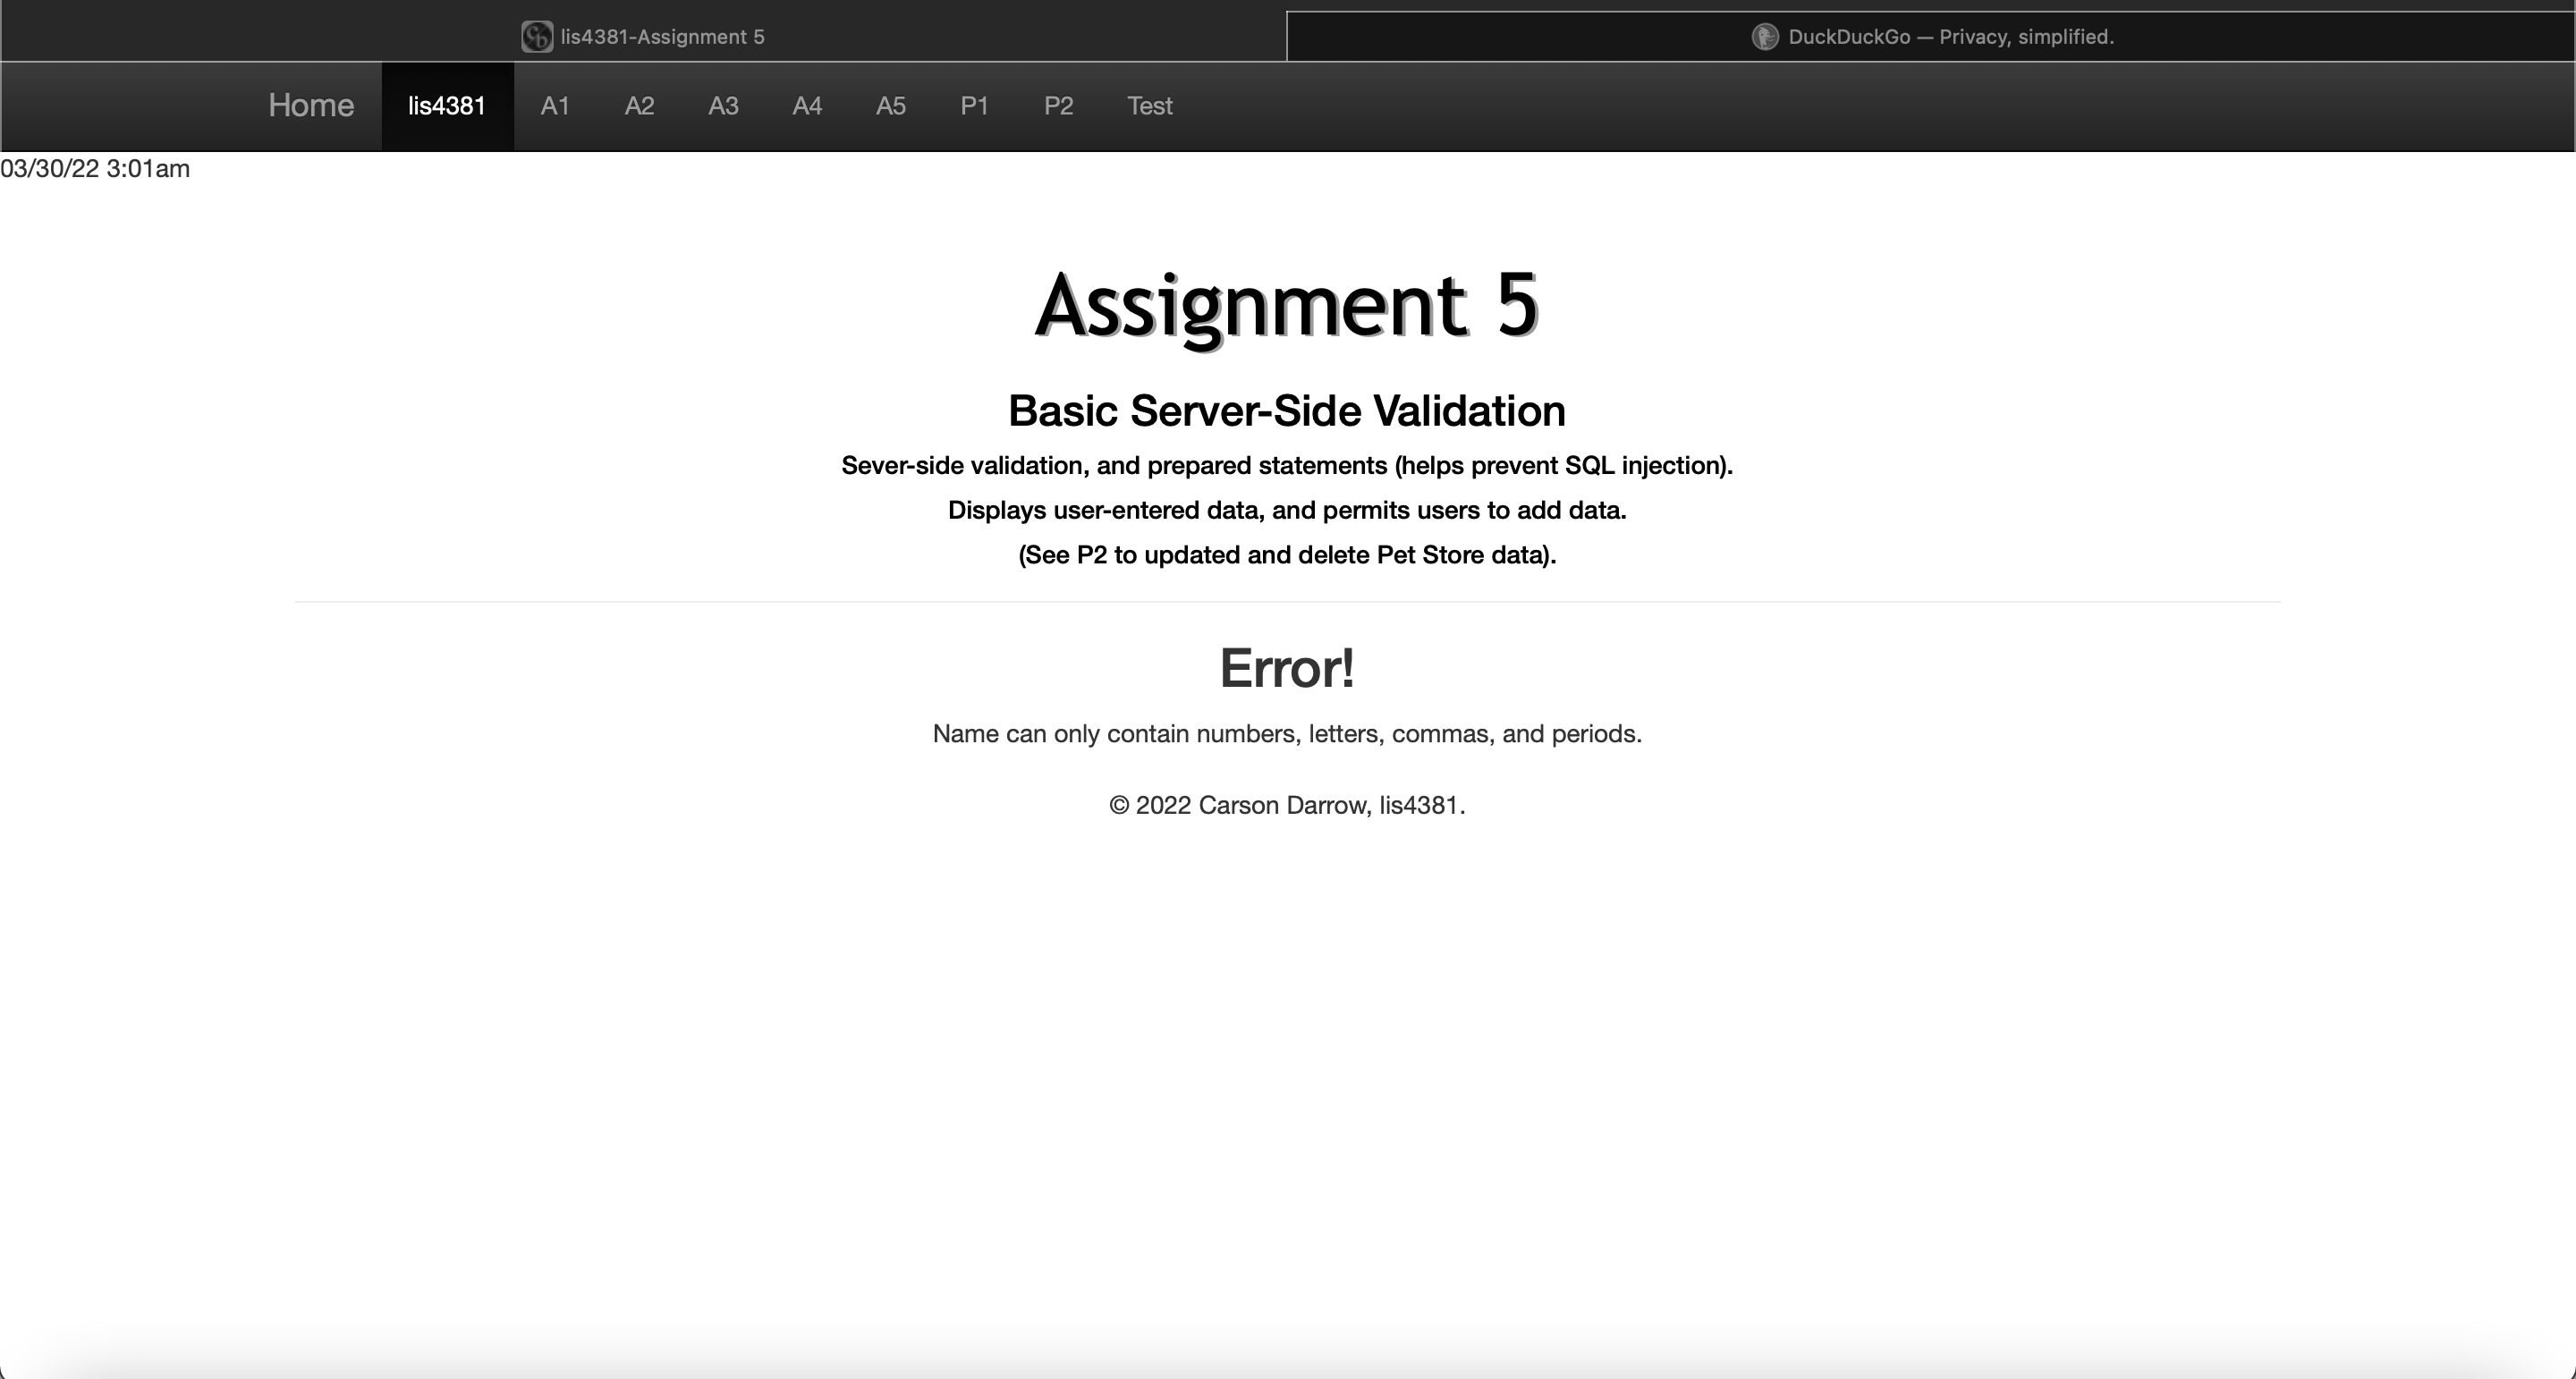 lis4381-Assignment 5
DuckDuckGo — Privacy, simplified.
Home lis4381 A1 A2 A3 A4 A5 P1 P2 Test
03/30/22 3:01am
Assignment 5
Basic Server-Side Validation
Sever-side validation, and prepared statements (helps prevent SQL injection).
Displays user-entered data, and permits users to add data.
(See P2 to updated and delete Pet Store data).
Error!
Name can only contain numbers, letters, commas, and periods.
© 2022 Carson Darrow, lis4381.